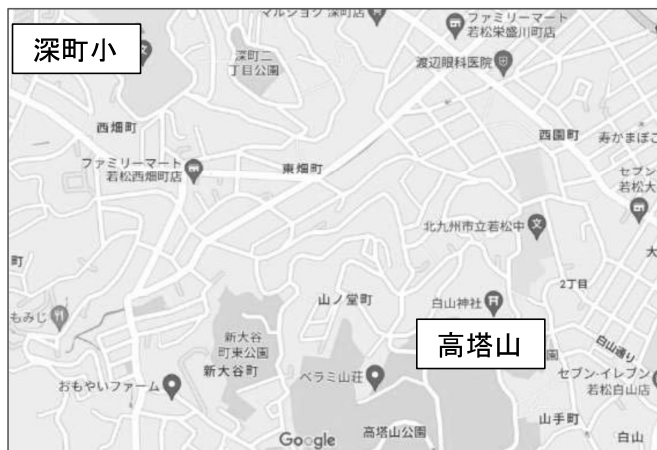 マルショク 深町店
ファミリーマート
若松栄盛川町店
深町小
深町二
丁目公園
渡辺眼科医院
西畑町
西園町
寿かまぼこ
ファミリーマート
若松西畑町店
東畑町
セブン
若松大
北九州市立若松中
大
町
2丁目
山ノ堂町
白山神社
もみじ
新大谷
町東公園
高塔山
園
白山通り
新大谷町
ベラミ山荘
セブン-イレブン
若松白山店
おもやいファーム
山手町
Google
高塔山公園
白山